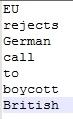 EU
rejects
German
call
to
boycott
British